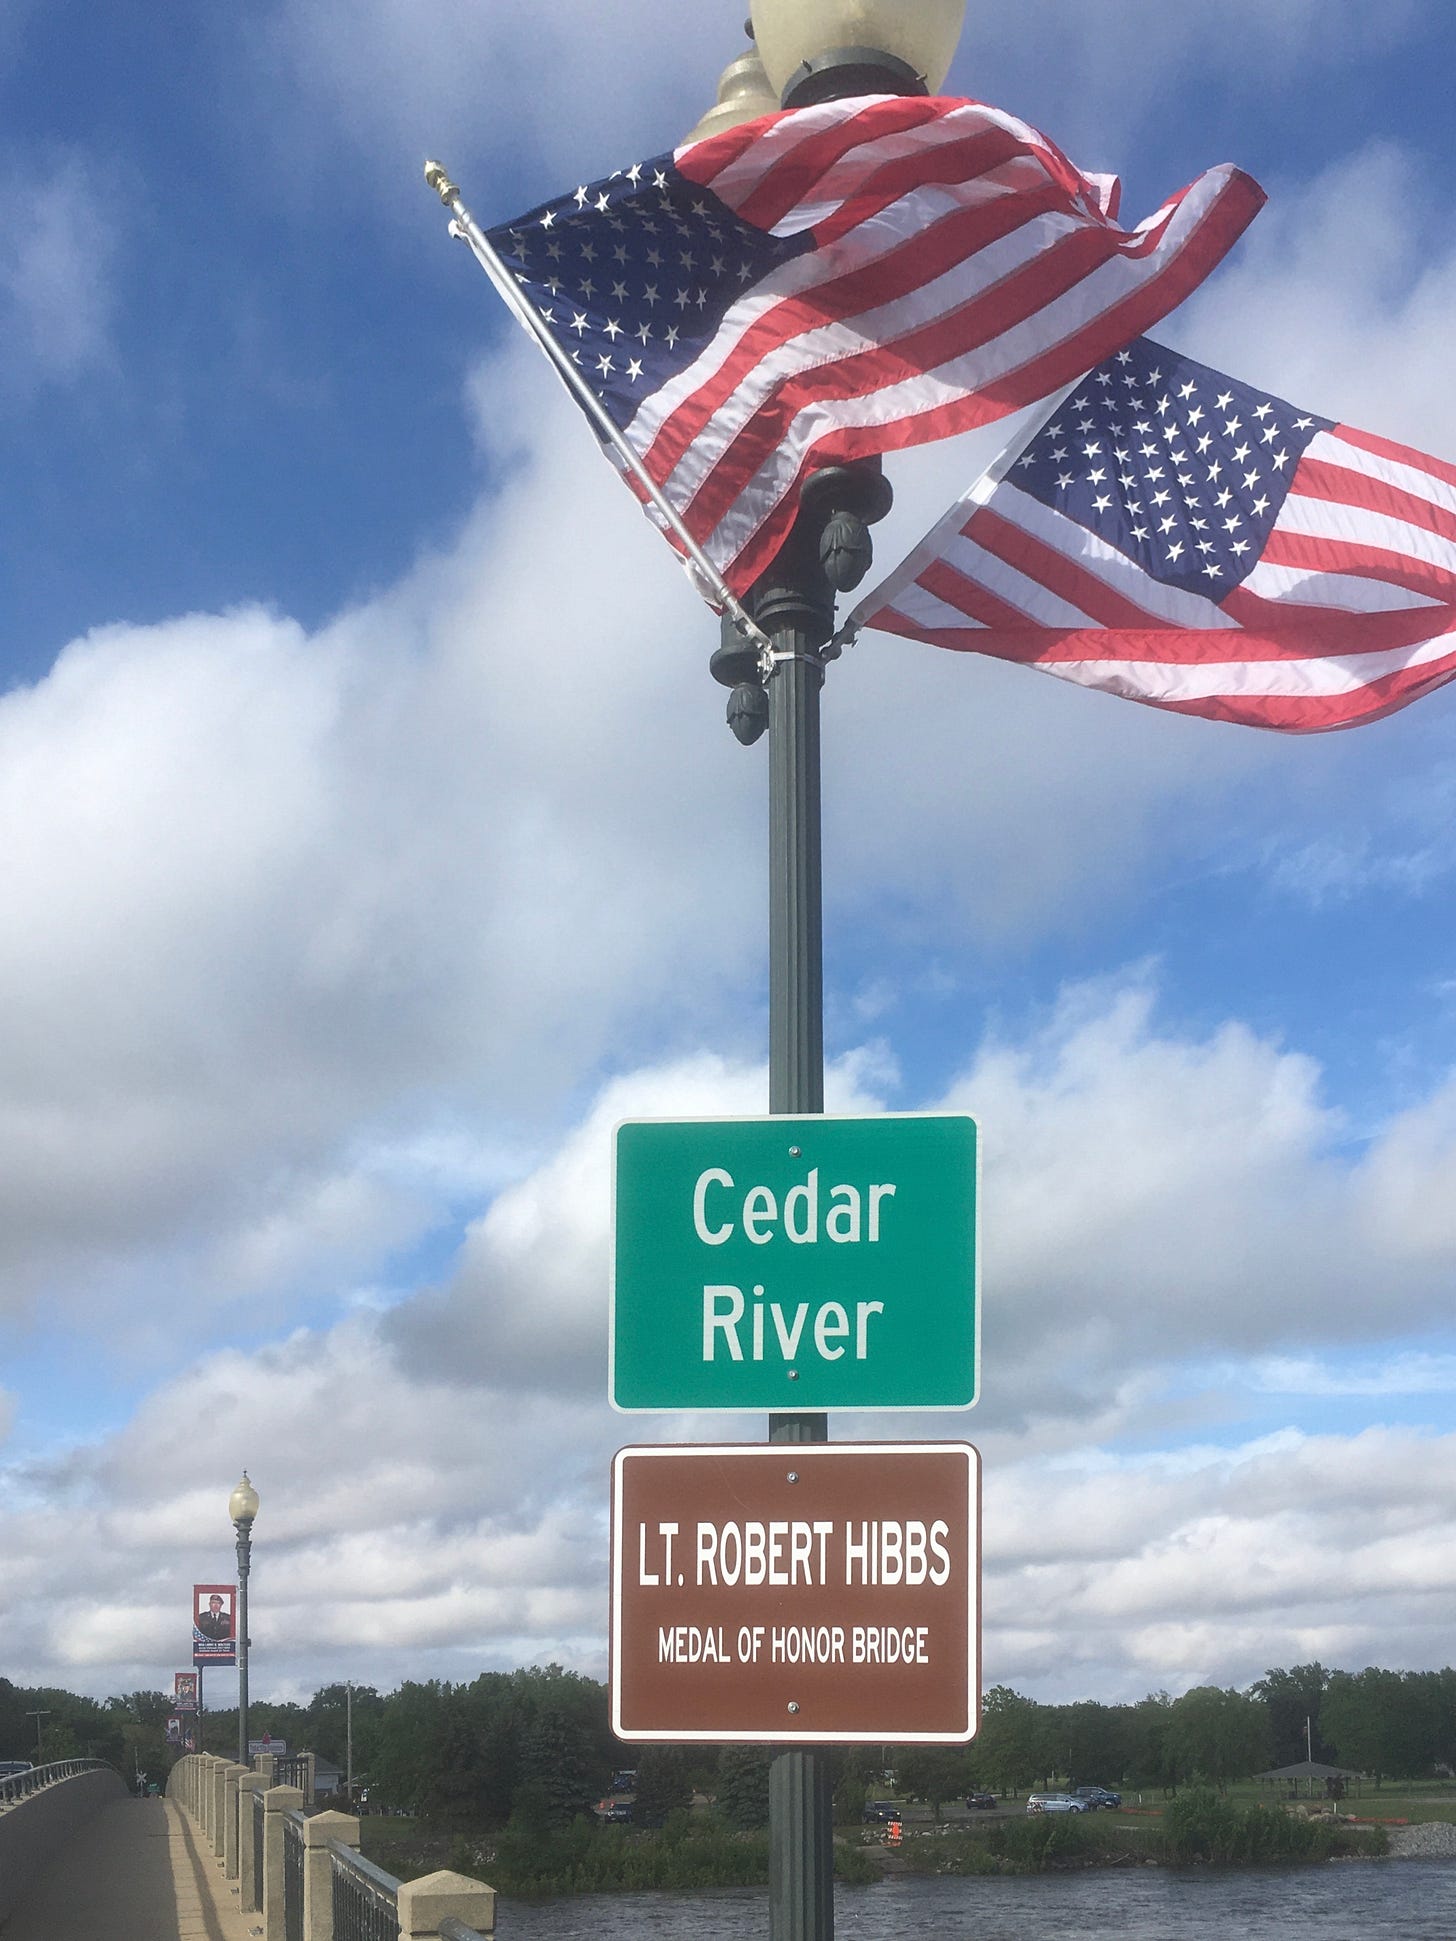 Cedar
River
LT. ROBERT HIBBS
MEDAL OF HONOR BRIDGE